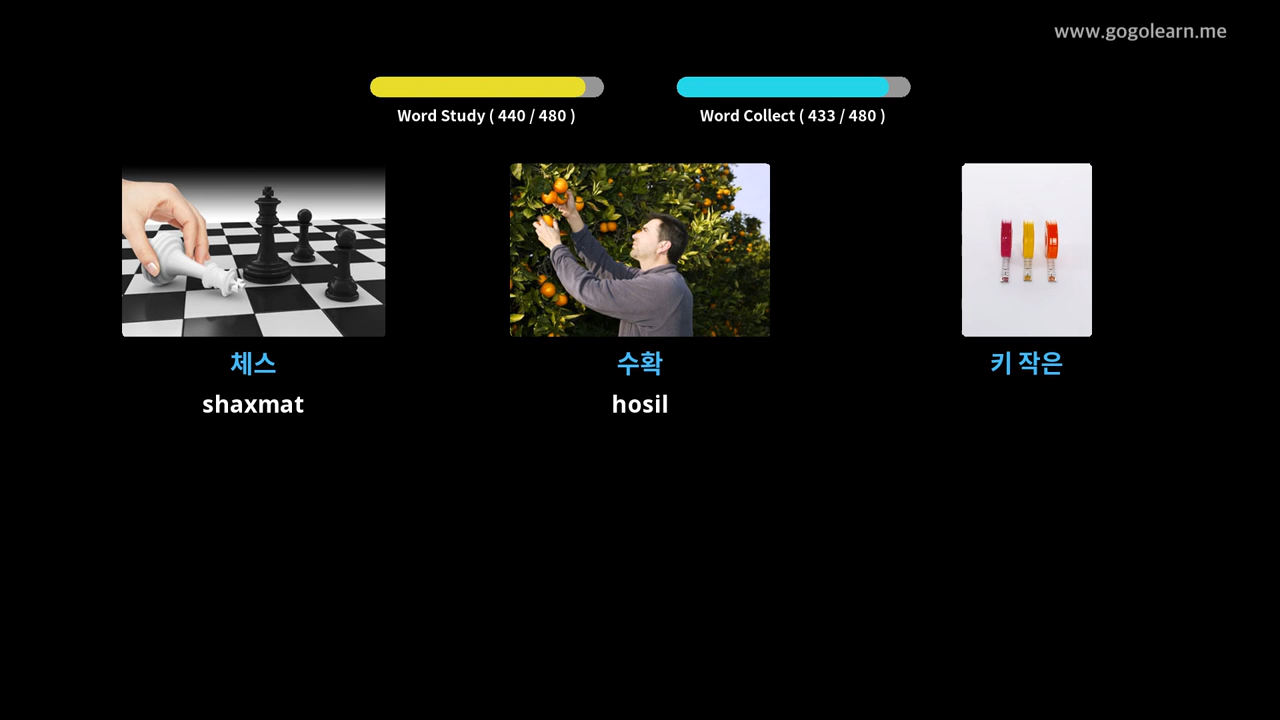 www.gogolearn.me
Word Study ( 440 / 480 )
Word Collect ( 433 / 480 )
체스
shaxmat
수확
hosil
키 작은